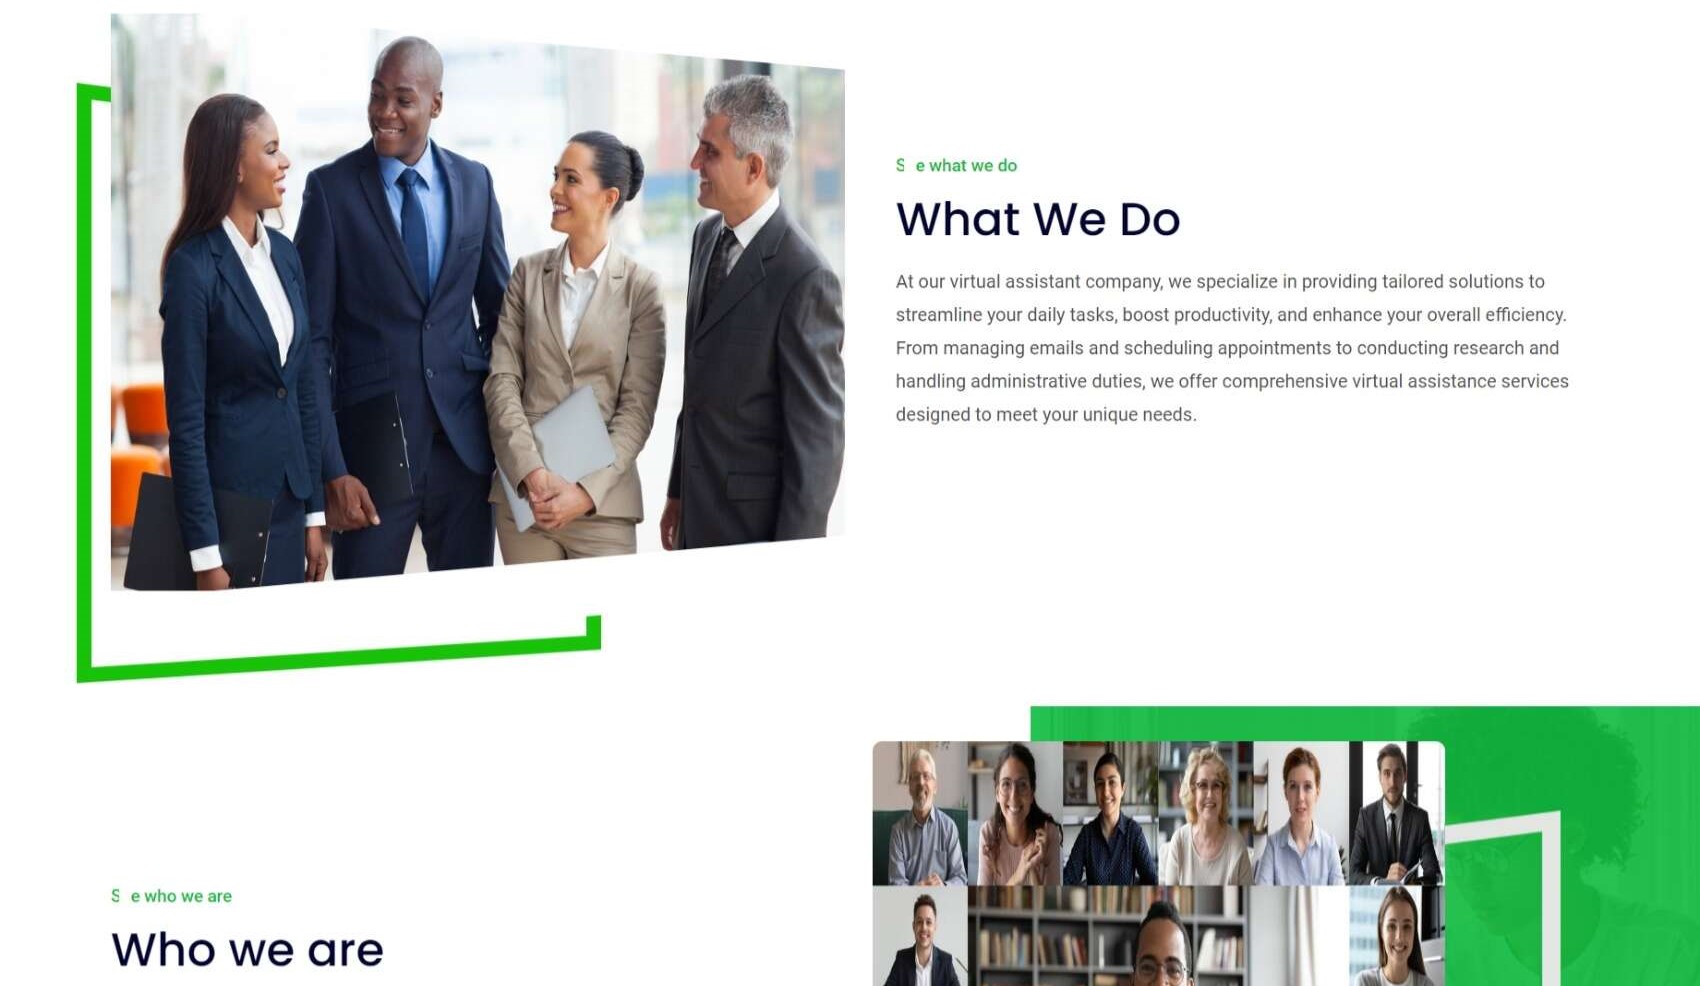 S e what we do
What We Do
At our virtual assistant company, we specialize in providing tailored solutions to
streamline your daily tasks, boost productivity, and enhance your overall efficiency.
From managing emails and scheduling appointments to conducting research and
handling administrative duties, we offer comprehensive virtual assistance services
designed to meet your unique needs.
S e who we are
Who we are